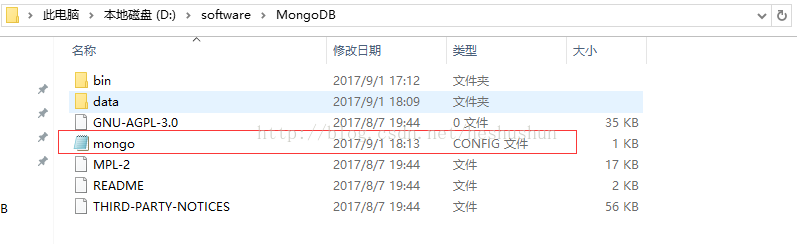 此电脑 > 本地磁盘 (D:) > software > MongoDB
名称 修改日期 类型 大小
bin 2017/9/1 17:12 文件夹
data 2017/9/1 18:09 文件夹
GNU-AGPL-3.0 2017/8/7 19:44 0 文件 35 KB
mongo 2017/9/1 18:13 CONFIG 文件 1 KB
MPL-2 2017/8/7 19:44 文件 17 KB
README 2017/8/7 19:44 文件 2 KB
THIRD-PARTY-NOTICES 2017/8/7 19:44 文件 56 KB
B